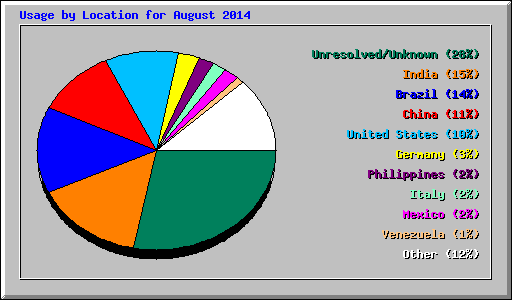 Usage by Location for August 2014
Unresolved/Unknown (28%)
India (15%)
Brazil (14%)
China (11%)
United States (10%)
Germany (3%)
Philippines (2%)
Italy (2%)
Mexico (2%)
Venezuela (1%)
Other (12%)